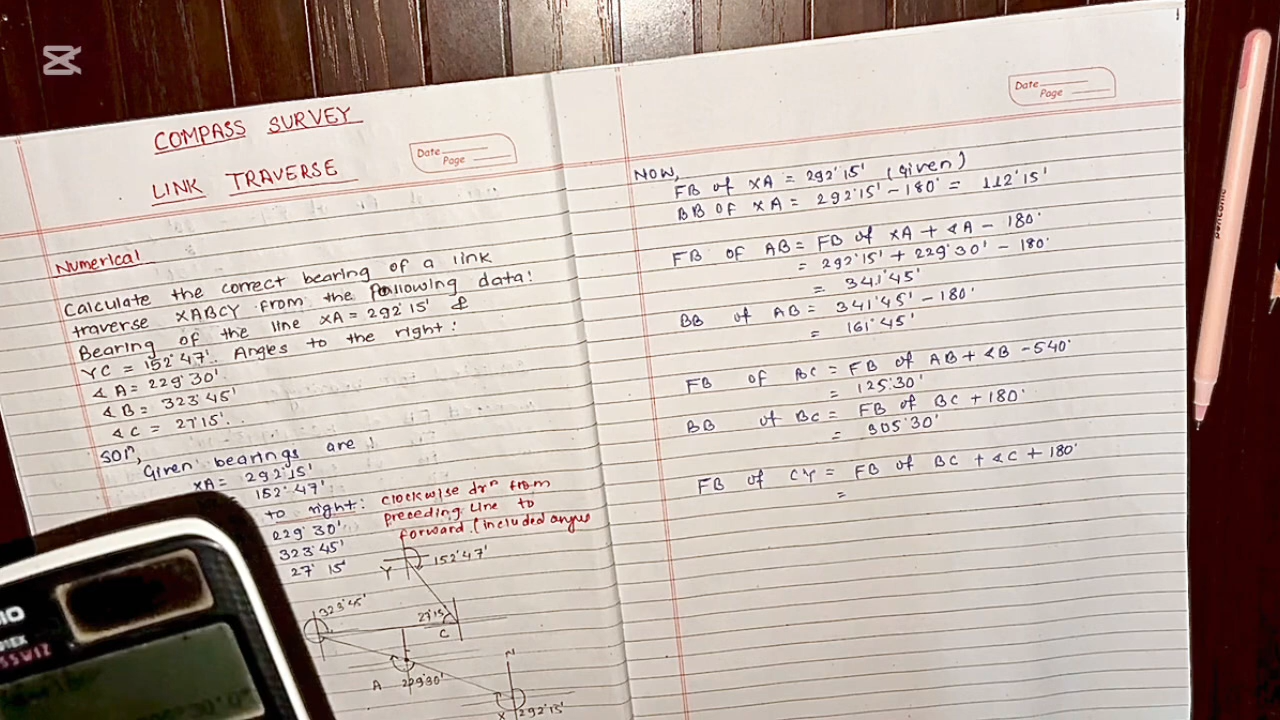 COMPASS SURVEY
LINK TRAVERSE
Date
Page
Numerical
Calculate the correct bearing of a link
traverse XABCY from the following data:
Bearing of the line XA = 292°15' &
YC = 152°47'. Angles to the right:
∡A = 229°30'
∡B = 323°45'
∡C = 27°15'.
Solⁿ,
Given bearings are:
XA = 292°15'
152°47'
to right:
229°30'
323°45'
27°15'
clockwise dirⁿ from
preceding line to
forward. (included angle
Y
152°47'
323°45'
27°15'
C
A
229°30'
N
X
292°15'
Date
Page
NOW,
FB of XA = 292°15' (Given)
BB OF XA = 292°15' - 180° = 112°15'
FB OF AB = FB of XA + ∡A - 180°
= 292°15' + 229°30' - 180°
= 341°45'
BB of AB = 341°45' - 180°
= 161°45'
FB of BC = FB of AB + ∡B - 540°
= 125°30'
BB of BC = FB of BC + 180°
= 305°30'
FB of CY = FB of BC + ∡C + 180°
=